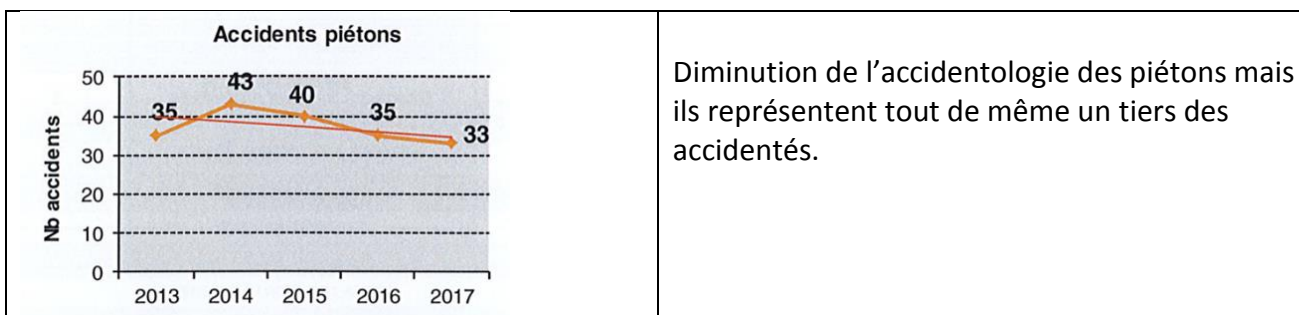 Accidents piétons
50
40
30
20
10
0
Nb accidents
35
43
40
35
33
2013 2014 2015 2016 2017
Diminution de l’accidentologie des piétons mais
ils représentent tout de même un tiers des
accidentés.